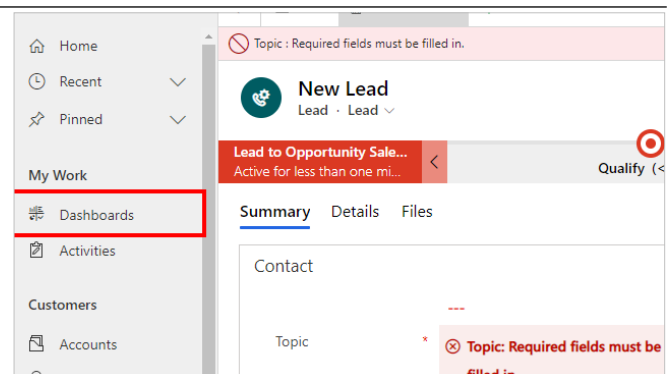 Home
Recent
Pinned
My Work
Dashboards
Activities
Customers
Accounts
Topic : Required fields must be filled in.
New Lead
Lead · Lead
Lead to Opportunity Sale...
Active for less than one mi...
Qualify (<
Summary Details Files
Contact
---
Topic *
Topic: Required fields must be
filled in